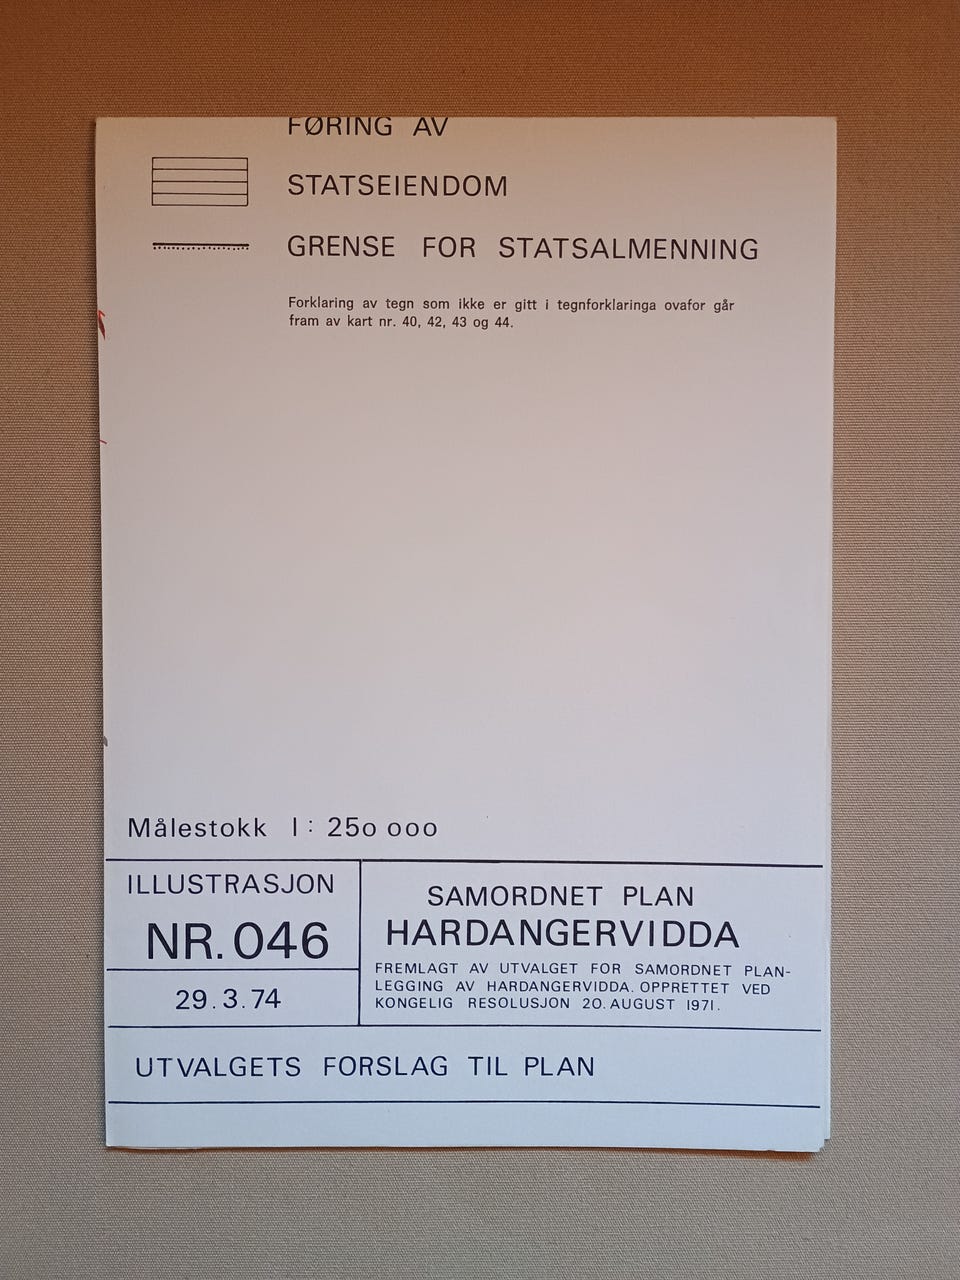 FØRING AV
STATSEIENDOM
GRENSE FOR STATSALMENNING
Forklaring av tegn som ikke er gitt i tegnforklaringa ovafor går
fram av kart nr. 40, 42, 43 og 44.
Målestokk 1 : 250 000
ILLUSTRASJON
NR. 046
29.3.74
SAMORDNET PLAN
HARDANGERVIDDA
FREMLAGT AV UTVALGET FOR SAMORDNET PLAN-
LEGGING AV HARDANGERVIDDA. OPPRETTET VED
KONGELIG RESOLUSJON 20. AUGUST 1971.
UTVALGETS FORSLAG TIL PLAN